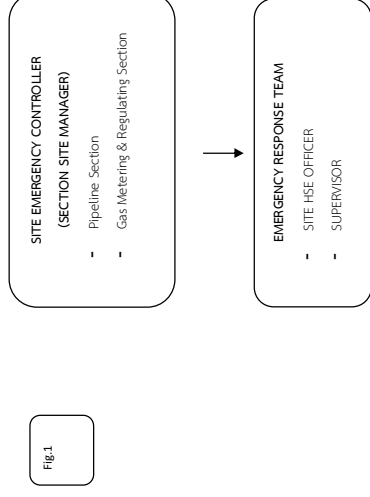 Fig.1
SITE EMERGENCY CONTROLLER
(SECTION SITE MANAGER)
- Pipeline Section
- Gas Metering & Regulating Section
EMERGENCY RESPONSE TEAM
- SITE HSE OFFICER
- SUPERVISOR